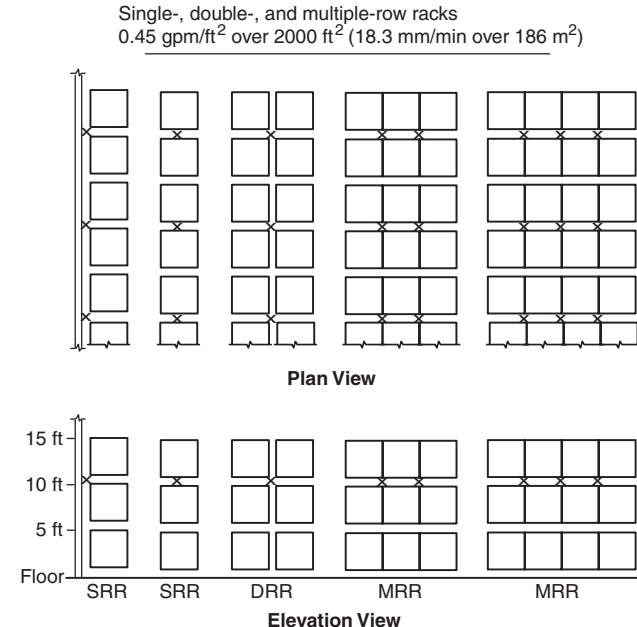 Single-, double-, and multiple-row racks
0.45 gpm/ft² over 2000 ft² (18.3 mm/min over 186 m²)
Plan View
15 ft
10 ft
5 ft
Floor
SRR SRR DRR MRR MRR
Elevation View